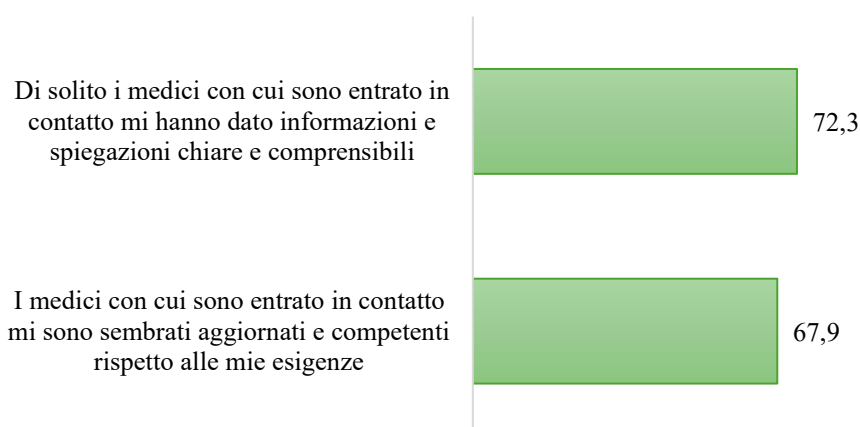 Di solito i medici con cui sono entrato in
contatto mi hanno dato informazioni e
spiegazioni chiare e comprensibili
72,3
I medici con cui sono entrato in contatto
mi sono sembrati aggiornati e competenti
rispetto alle mie esigenze
67,9